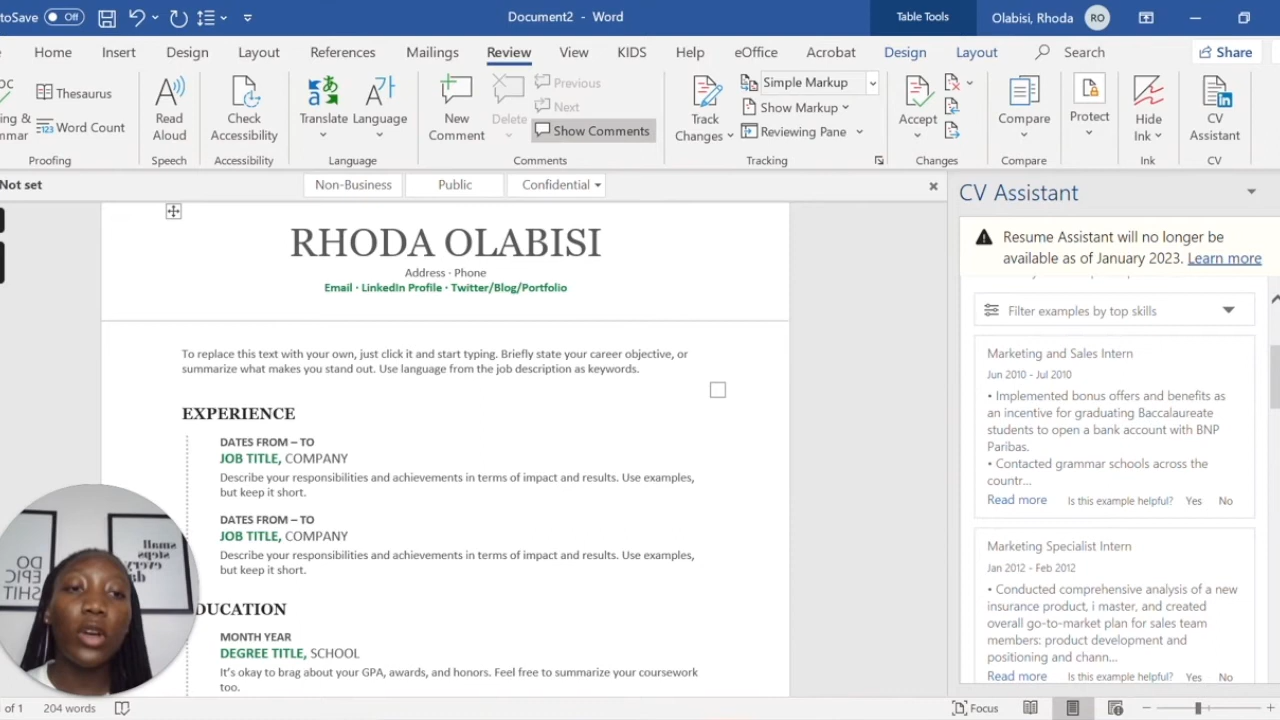 toSave Off
Document2 - Word
Table Tools
Olabisi, Rhoda RO
Home Insert Design Layout References Mailings Review View KIDS Help eOffice Acrobat Design Layout Search Share
Thesaurus
Word Count
Proofing
Read
Aloud
Speech
Check
Accessibility
Accessibility
Translate Language
Language
New
Comment
Delete
Previous
Next
Show Comments
Comments
Track
Changes
Simple Markup
Show Markup
Reviewing Pane
Tracking
Accept
Changes
Compare
Compare
Protect
Hide
Ink
Ink
CV
Assistant
CV
Not set
Non-Business Public Confidential
RHODA OLABISI
Address · Phone
Email · LinkedIn Profile · Twitter/Blog/Portfolio
To replace this text with your own, just click it and start typing. Briefly state your career objective, or
summarize what makes you stand out. Use language from the job description as keywords.
EXPERIENCE
DATES FROM – TO
JOB TITLE, COMPANY
Describe your responsibilities and achievements in terms of impact and results. Use examples,
but keep it short.
DATES FROM – TO
JOB TITLE, COMPANY
Describe your responsibilities and achievements in terms of impact and results. Use examples,
but keep it short.
DUCATION
MONTH YEAR
DEGREE TITLE, SCHOOL
It's okay to brag about your GPA, awards, and honors. Feel free to summarize your coursework
too.
CV Assistant
Resume Assistant will no longer be
available as of January 2023. Learn more
Filter examples by top skills
Marketing and Sales Intern
Jun 2010 - Jul 2010
• Implemented bonus offers and benefits as
an incentive for graduating Baccalaureate
students to open a bank account with BNP
Paribas.
• Contacted grammar schools across the
countr...
Read more Is this example helpful? Yes No
Marketing Specialist Intern
Jan 2012 - Feb 2012
• Conducted comprehensive analysis of a new
insurance product, i master, and created
overall go-to-market plan for sales team
members: product development and
positioning and chann...
Read more Is this example helpful? Yes No
DO
EPIC
SHIT
small
steps
every
da
of 1 204 words
Focus